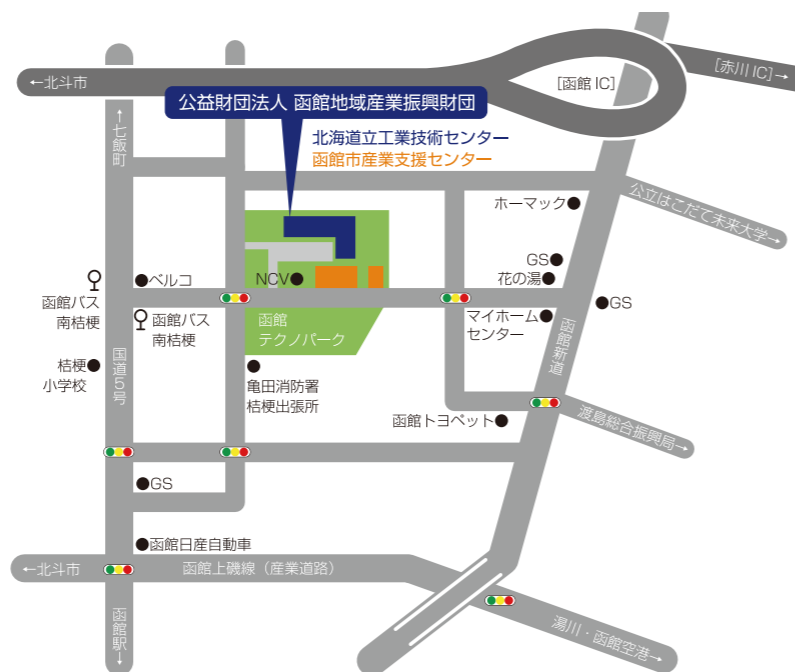 ←北斗市
[函館 IC]
[赤川 IC]→
公益財団法人 函館地域産業振興財団
←七飯町
北海道立工業技術センター
函館市産業支援センター
ホーマック
公立はこだて未来大学→
GS
花の湯
ベルコ
NCV
函館バス
南桔梗
函館バス
南桔梗
函館
テクノパーク
マイホーム
センター
GS
函館新道
国道5号
桔梗
小学校
亀田消防署
桔梗出張所
函館トヨペット
渡島総合振興局→
GS
函館日産自動車
←北斗市
函館上磯線（産業道路）
函館駅→
湯川・函館空港→